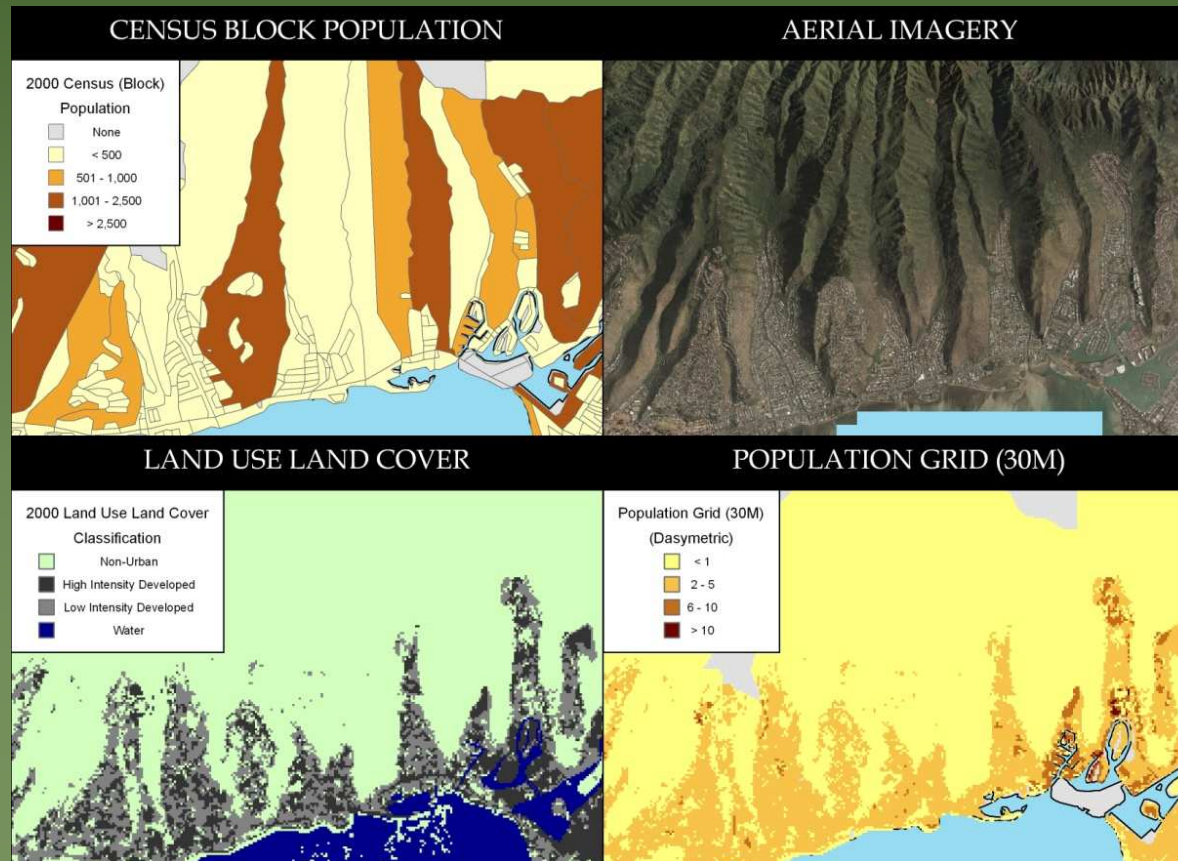 CENSUS BLOCK POPULATION
AERIAL IMAGERY
2000 Census (Block)
Population
None
< 500
501 - 1,000
1,001 - 2,500
> 2,500
LAND USE LAND COVER
POPULATION GRID (30M)
2000 Land Use Land Cover
Classification
Non-Urban
High Intensity Developed
Low Intensity Developed
Water
Population Grid (30M)
(Dasymetric)
< 1
2 - 5
6 - 10
> 10